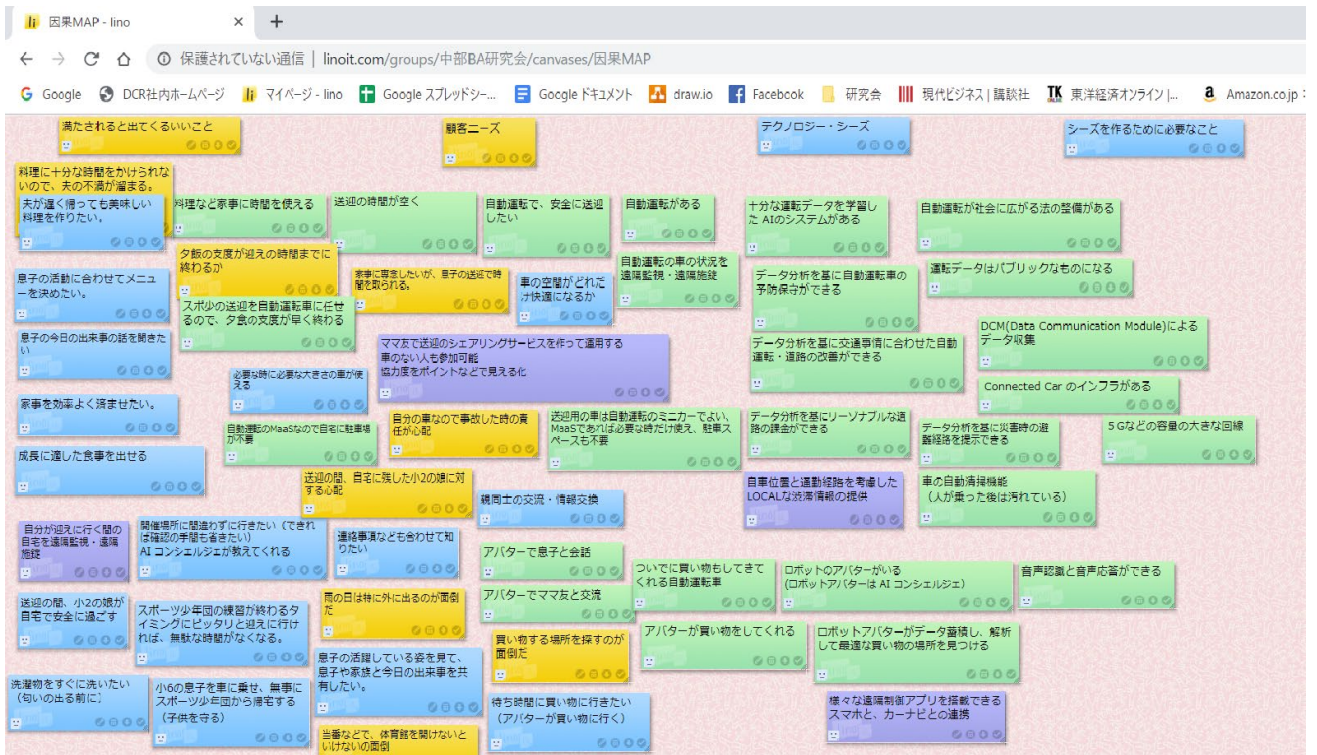 因果MAP - lino
保護されていない通信 | linoit.com/groups/中部BA研究会/canvases/因果MAP
Google
DCR社内ホームページ
マイページ - lino
Google スプレッドシー...
Google ドキュメント
draw.io
Facebook
研究会
現代ビジネス | 講談社
東洋経済オンライン |...
Amazon.co.jp
満たされると出てくるいいこと
顧客ニーズ
テクノロジー・シーズ
シーズを作るために必要なこと
料理に十分な時間をかけられな
いので、夫の不満が溜まる。
夫が遅く帰っても美味しい
料理を作りたい。
料理など家事に時間を使える
送迎の時間が空く
自動運転で、安全に送迎
したい
自動運転がある
十分な運転データを学習し
た AIのシステムがある
自動運転が社会に広がる法の整備がある
夕飯の支度が迎えの時間までに
終わるか
家事に専念したいが、息子の送迎で時
間を取られる。
車の空間がどれだ
け快適になるか
自動運転の車の状況を
遠隔監視・遠隔施錠
データ分析を基に自動運転車の
予防保守ができる
運転データはパブリックなものになる
息子の活動に合わせてメニュ
ーを決めたい。
スポ少の送迎を自動運転車に任せ
るので、夕食の支度が早く終わる
息子の今日の出来事の話を聞きた
い
ママ友で送迎のシェアリングサービスを作って運用する
車のない人も参加可能
協力度をポイントなどで見える化
データ分析を基に交通事情に合わせた自動
運転・道路の改善ができる
DCM(Data Communication Module)による
データ収集
必要な時に必要な大きさの車が使
える
Connected Car のインフラがある
家事を効率よく済ませたい。
自動運転のMaaSなので自宅に駐車場
が不要
自分の車なので事故した時の責
任が心配
送迎用の車は自動運転のミニカーでよい、
MaaSであれば必要な時だけ使え、駐車ス
ペースも不要
データ分析を基にリーゾナブルな道
路の課金ができる
データ分析を基に災害時の避
難経路を提示できる
5Gなどの容量の大きな回線
成長に適した食事を出せる
送迎の間、自宅に残した小2の娘に対
する心配
親同士の交流・情報交換
自車位置と運動経路を考慮した
LOCALな渋滞情報の提供
車の自動清掃機能
（人が乗った後は汚れている）
自分が迎えに行く間の
自宅を遠隔監視・遠隔
施錠
開催場所に間違わずに行きたい（できれ
ば確認の手間も省きたい）
AI コンシェルジェが教えてくれる
連絡事項なども合わせて知
りたい
アバターで息子と会話
ついでに買い物もしてきて
くれる自動運転車
ロボットのアバターがいる
(ロボットアバターは AI コンシェルジェ)
音声認識と音声応答ができる
送迎の間、小2の娘が
自宅で安全に過ごす
スポーツ少年団の練習が終わるタ
イミングにピッタリと迎えに行け
れば、無駄な時間がなくなる。
雨の日は特に外に出るのが面倒
だ
アバターでママ友と交流
買い物する場所を探すのが
面倒だ
アバターが買い物をしてくれる
ロボットアバターがデータ蓄積し、解析
して最適な買い物の場所を見つける
洗濯物をすぐに洗いたい
（匂いの出る前に）
小6の息子を車に乗せ、無事に
スポーツ少年団から帰宅する
（子供を守る）
息子の活躍している姿を見て、
息子や家族と今日の出来事を共
有したい。
待ち時間に買い物に行きたい
（アバターが買い物に行く）
様々な遠隔制御アプリを搭載できる
スマホと、カーナビとの連携
当番などで、体育館を開けないと
いけないの面倒